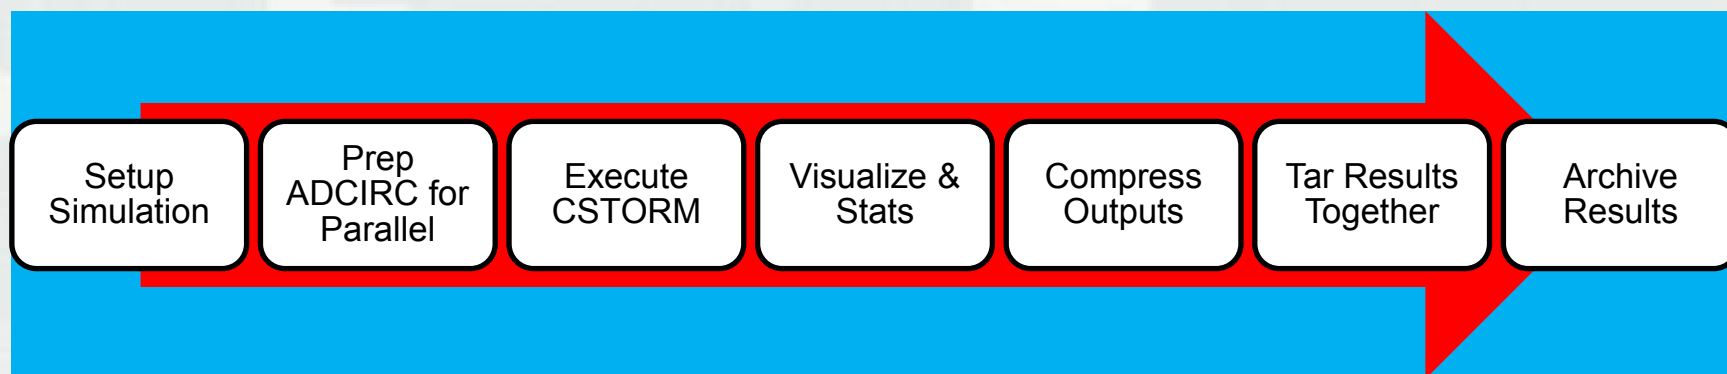 Setup
Simulation
Prep
ADCIRC for
Parallel
Execute
CSTORM
Visualize &
Stats
Compress
Outputs
Tar Results
Together
Archive
Results